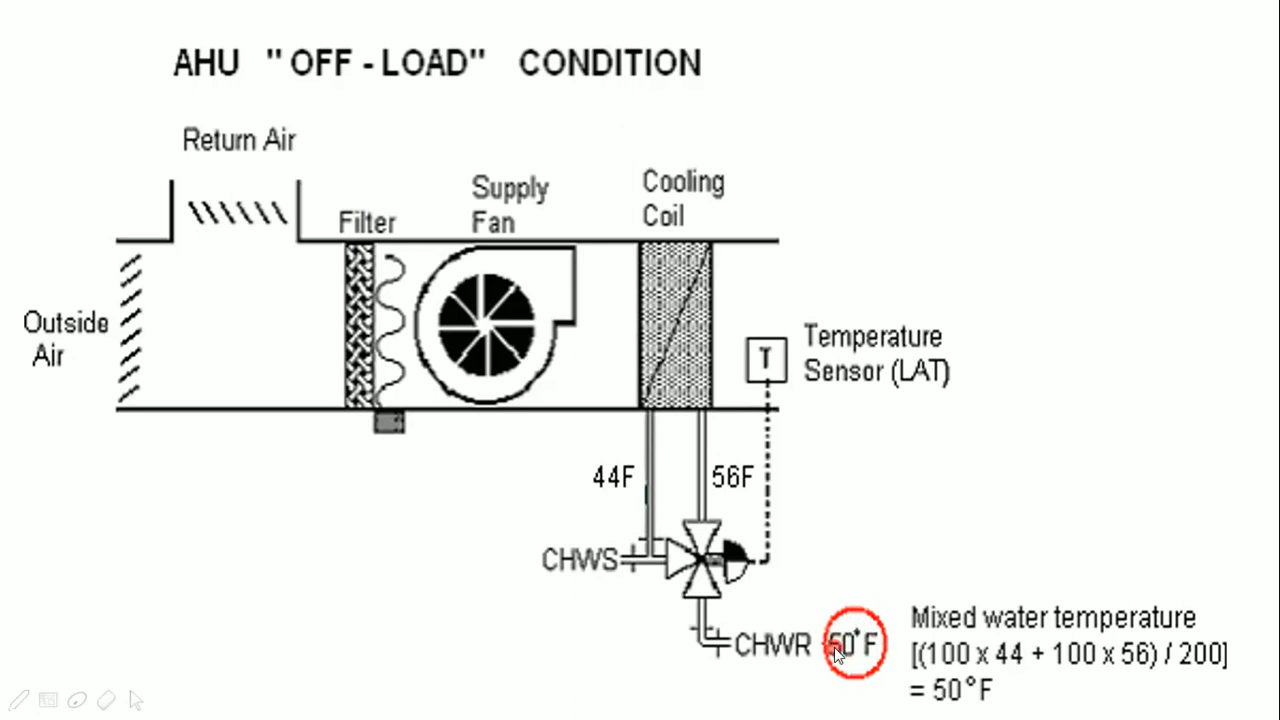 AHU "OFF - LOAD" CONDITION
Return Air
Supply
Fan
Cooling
Coil
Filter
Outside
Air
T
Temperature
Sensor (LAT)
44F
56F
CHWS
CHWR 50°F
Mixed water temperature
[(100 x 44 + 100 x 56) / 200]
= 50°F